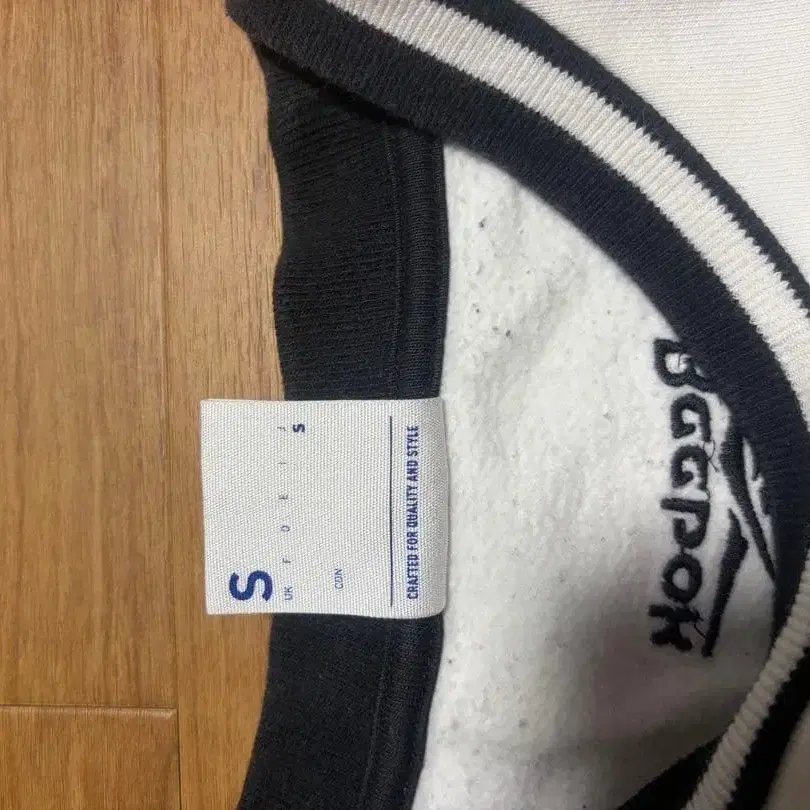 S
UK F D E I J
S
CDN
CRAFTED FOR QUALITY AND STYLE
Reebok